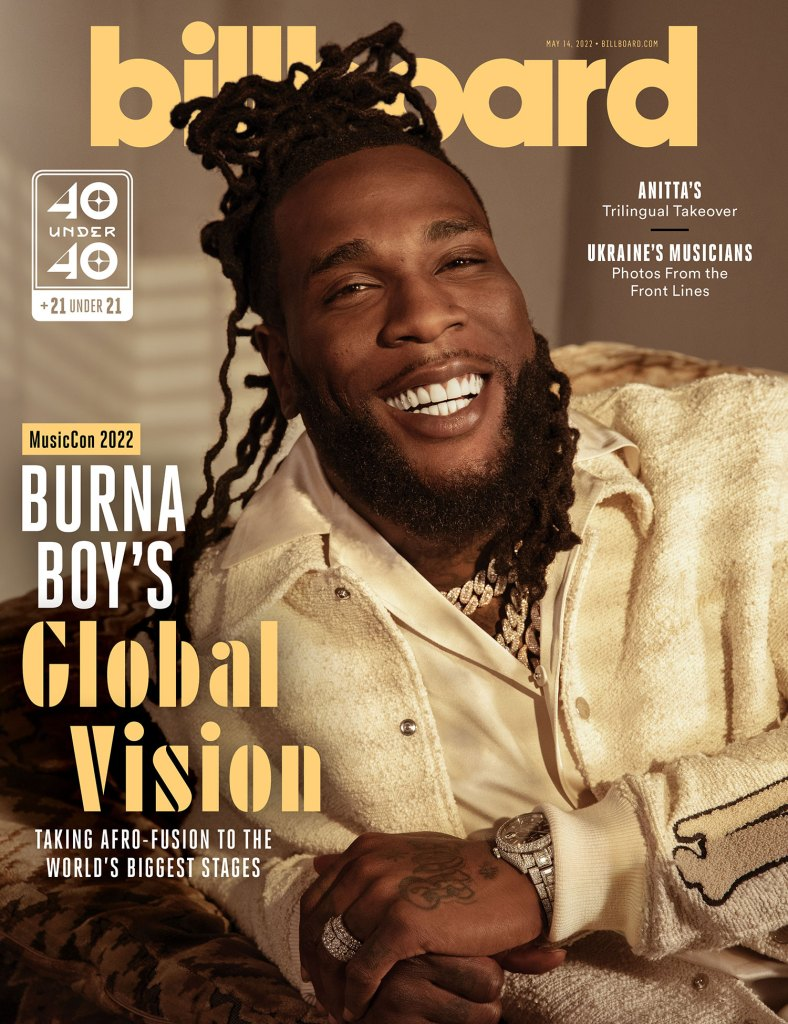 billboard
MAY 14, 2022 • BILLBOARD.COM
40
UNDER
40
+21 UNDER 21
ANITTA'S
Trilingual Takeover
UKRAINE'S MUSICIANS
Photos From the
Front Lines
MusicCon 2022
BURNA
BOY'S
Global
Vision
TAKING AFRO-FUSION TO THE
WORLD'S BIGGEST STAGES